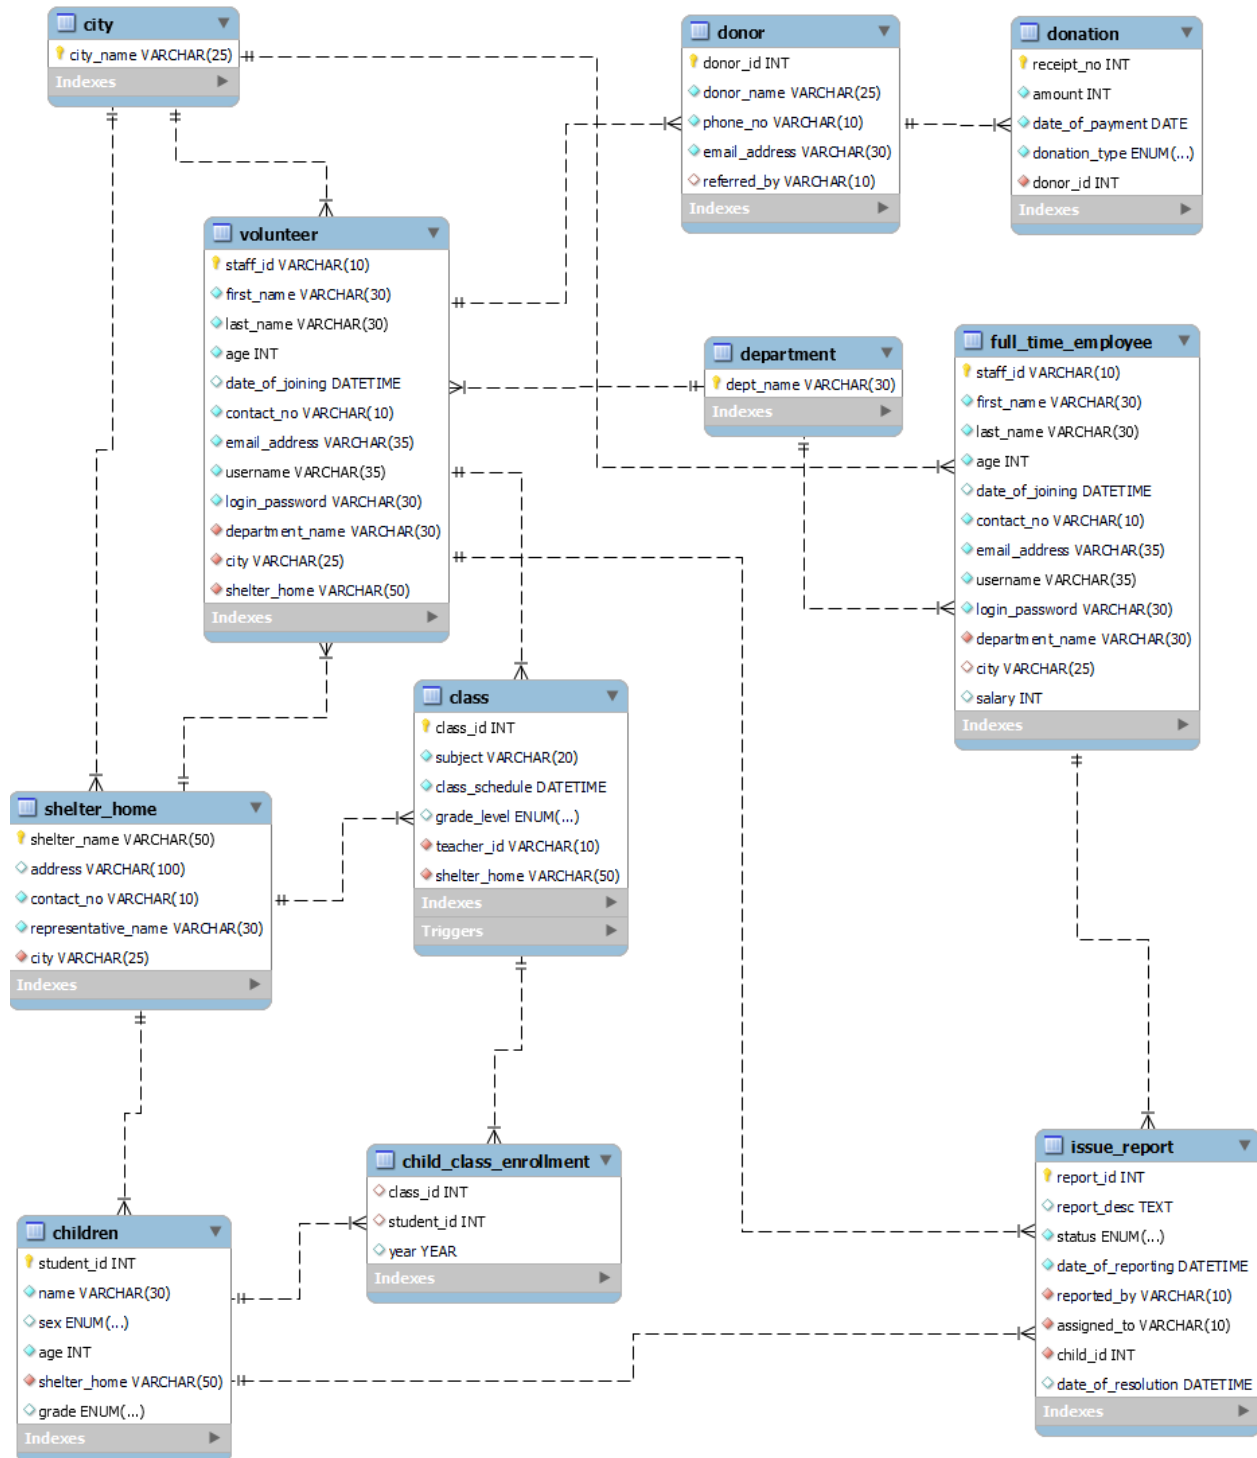 city
city_name VARCHAR(25)
Indexes
donor
donor_id INT
donor_name VARCHAR(25)
phone_no VARCHAR(10)
email_address VARCHAR(30)
referred_by VARCHAR(10)
Indexes
donation
receipt_no INT
amount INT
date_of_payment DATE
donation_type ENUM(...)
donor_id INT
Indexes
volunteer
staff_id VARCHAR(10)
first_name VARCHAR(30)
last_name VARCHAR(30)
age INT
date_of_joining DATETIME
contact_no VARCHAR(10)
email_address VARCHAR(35)
username VARCHAR(35)
login_password VARCHAR(30)
department_name VARCHAR(30)
city VARCHAR(25)
shelter_home VARCHAR(50)
Indexes
department
dept_name VARCHAR(30)
Indexes
full_time_employee
staff_id VARCHAR(10)
first_name VARCHAR(30)
last_name VARCHAR(30)
age INT
date_of_joining DATETIME
contact_no VARCHAR(10)
email_address VARCHAR(35)
username VARCHAR(35)
login_password VARCHAR(30)
department_name VARCHAR(30)
city VARCHAR(25)
salary INT
Indexes
class
class_id INT
subject VARCHAR(20)
class_schedule DATETIME
grade_level ENUM(...)
teacher_id VARCHAR(10)
shelter_home VARCHAR(50)
Indexes
Triggers
shelter_home
shelter_name VARCHAR(50)
address VARCHAR(100)
contact_no VARCHAR(10)
representative_name VARCHAR(30)
city VARCHAR(25)
Indexes
child_class_enrollment
class_id INT
student_id INT
year YEAR
Indexes
issue_report
report_id INT
report_desc TEXT
status ENUM(...)
date_of_reporting DATETIME
reported_by VARCHAR(10)
assigned_to VARCHAR(10)
child_id INT
date_of_resolution DATETIME
Indexes
children
student_id INT
name VARCHAR(30)
sex ENUM(...)
age INT
shelter_home VARCHAR(50)
grade ENUM(...)
Indexes